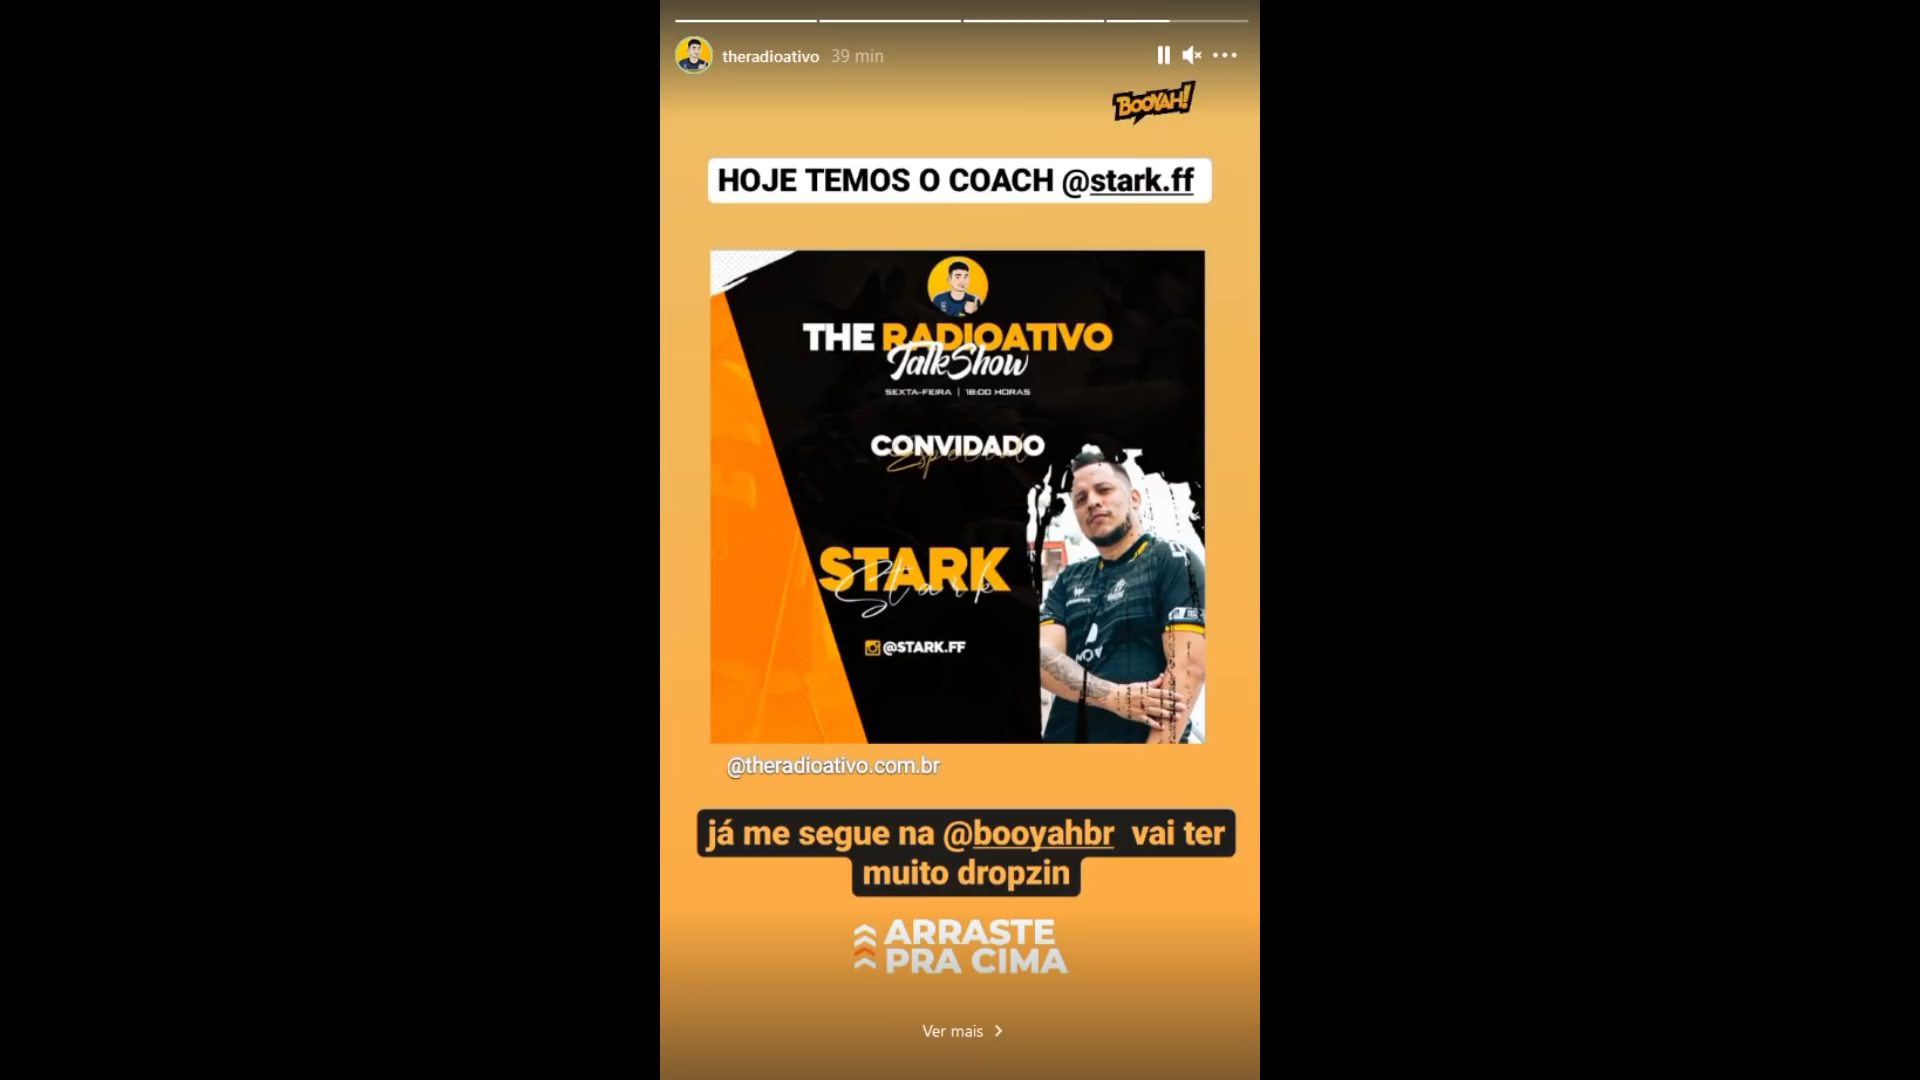 theradioativo 39 min
BOOYAH!
HOJE TEMOS O COACH @stark.ff
THE RADIOATIVO
TalkShow
SEXTA-FEIRA | 18:00 HORAS
CONVIDADO
Especial
STARK
Stark
@STARK.FF
@theradioativo.com.br
já me segue na @booyahbr vai ter
muito dropzin
ARRASTE
PRA CIMA
Ver mais